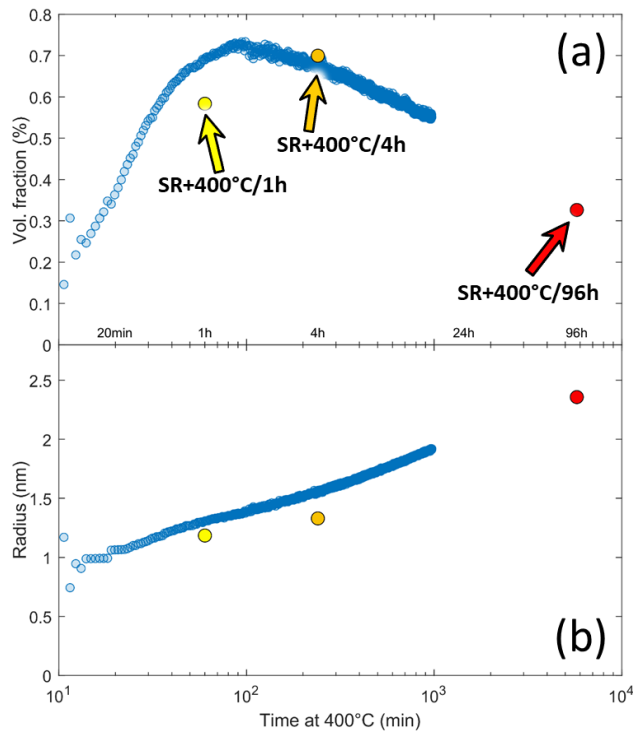 0.8
(a)
0.7
0.6
SR+400°C/4h
0.5
SR+400°C/1h
Vol. fraction (%)
0.4
0.3
0.2
SR+400°C/96h
0.1
20min 1h 4h 24h 96h
0
2.5
2
1.5
Radius (nm)
1
0.5
(b)
0
10^1 10^2 10^3 10^4
Time at 400°C (min)